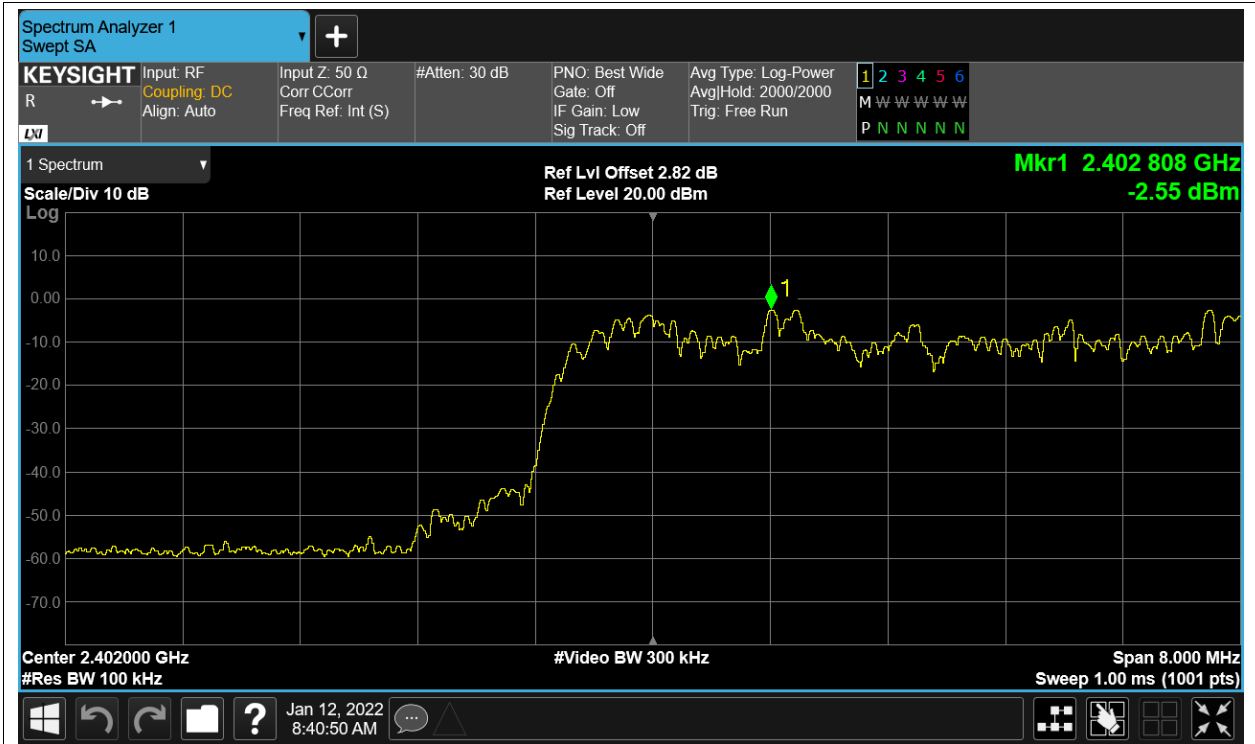 Spectrum Analyzer 1
Swept SA
KEYSIGHT
R
LXI
Input: RF
Coupling: DC
Align: Auto
Input Z: 50 Ω
Corr CCorr
Freq Ref: Int (S)
#Atten: 30 dB
PNO: Best Wide
Gate: Off
IF Gain: Low
Sig Track: Off
Avg Type: Log-Power
Avg|Hold: 2000/2000
Trig: Free Run
1 2 3 4 5 6
M W W W W W
P N N N N N
1 Spectrum
Scale/Div 10 dB
Ref Lvl Offset 2.82 dB
Ref Level 20.00 dBm
Mkr1 2.402 808 GHz
-2.55 dBm
Log
10.0
0.00
-10.0
-20.0
-30.0
-40.0
-50.0
-60.0
-70.0
1
Center 2.402000 GHz
#Video BW 300 kHz
Span 8.000 MHz
#Res BW 100 kHz
Sweep 1.00 ms (1001 pts)
?
Jan 12, 2022
8:40:50 AM